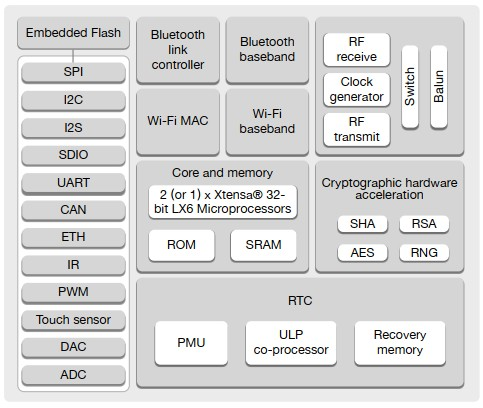 Embedded Flash
SPI
I2C
I2S
SDIO
UART
CAN
ETH
IR
PWM
Touch sensor
DAC
ADC
Bluetooth
link
controller
Bluetooth
baseband
Wi-Fi MAC
Wi-Fi
baseband
RF
receive
Clock
generator
RF
transmit
Switch
Balun
Core and memory
2 (or 1) x Xtensa® 32-
bit LX6 Microprocessors
ROM
SRAM
Cryptographic hardware
acceleration
SHA
RSA
AES
RNG
RTC
PMU
ULP
co-processor
Recovery
memory